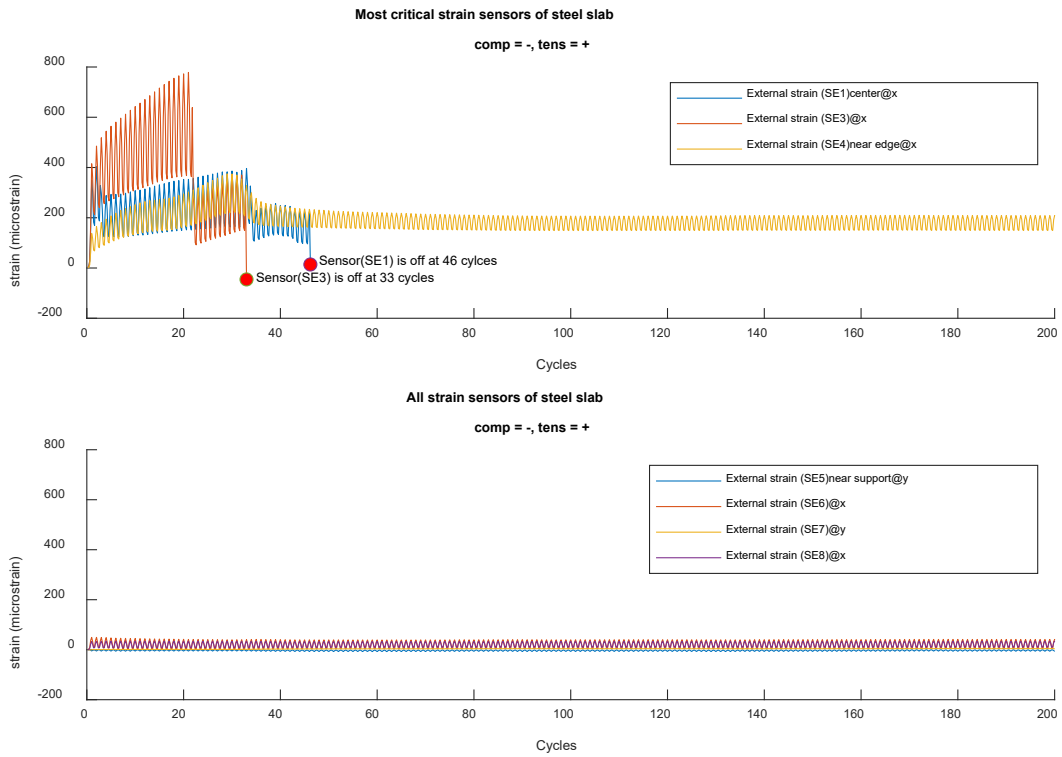 Most critical strain sensors of steel slab
comp = -, tens = +
800
600
400
200
0
-200
strain (microstrain)
External strain (SE1)center@x
External strain (SE3)@x
External strain (SE4)near edge@x
Sensor(SE1) is off at 46 cylces
Sensor(SE3) is off at 33 cycles
0 20 40 60 80 100 120 140 160 180 200
Cycles
All strain sensors of steel slab
comp = -, tens = +
800
600
400
200
0
-200
strain (microstrain)
External strain (SE5)near support@y
External strain (SE6)@x
External strain (SE7)@y
External strain (SE8)@x
0 20 40 60 80 100 120 140 160 180 200
Cycles